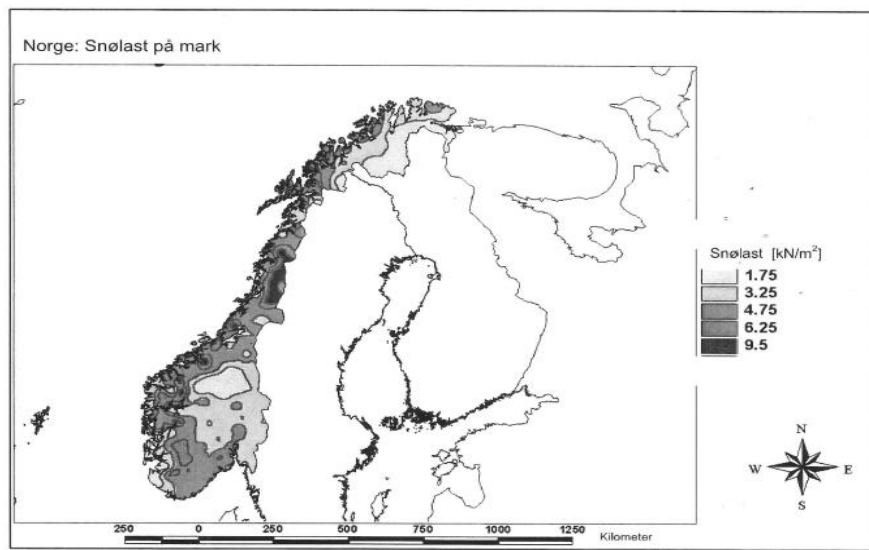 Norge: Snølast på mark
Snølast [kN/m²]
1.75
3.25
4.75
6.25
9.5
N
W E
S
250 0 250 500 750 1000 1250 Kilometer